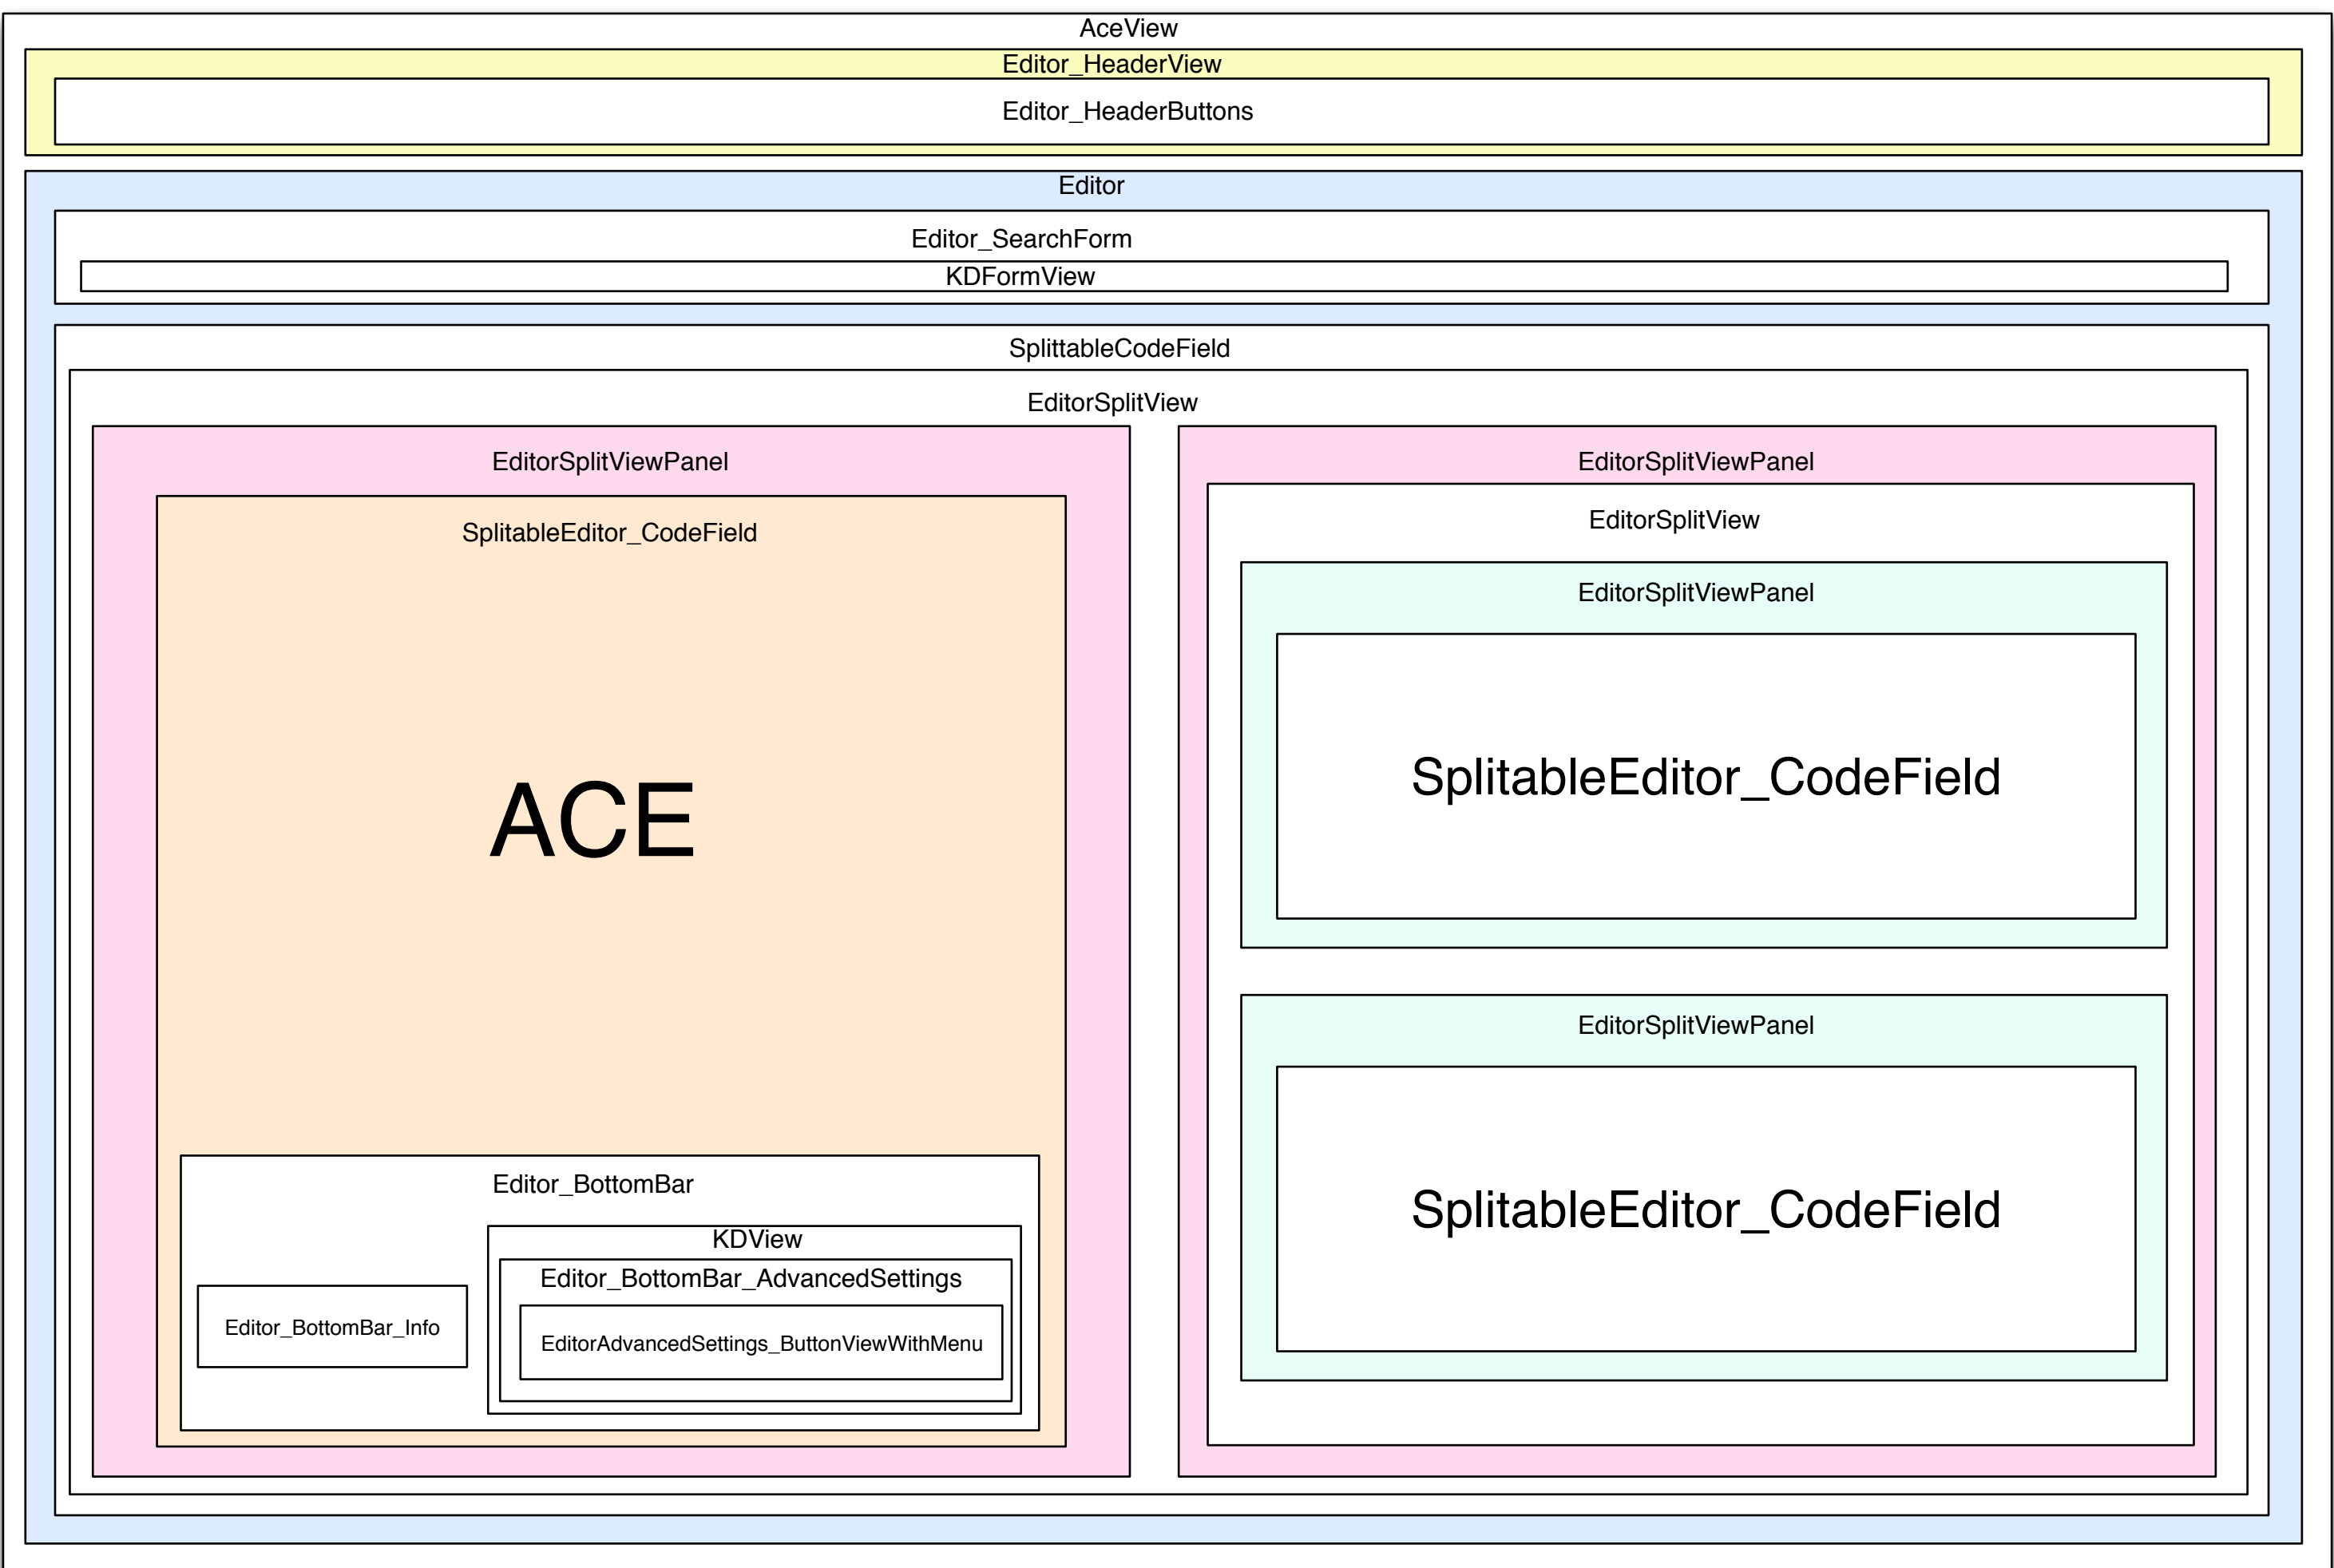 AceView
Editor_HeaderView
Editor_HeaderButtons
Editor
Editor_SearchForm
KDFormView
SplittableCodeField
EditorSplitView
EditorSplitViewPanel
SplitableEditor_CodeField
ACE
Editor_BottomBar
KDView
Editor_BottomBar_AdvancedSettings
Editor_BottomBar_Info
EditorAdvancedSettings_ButtonViewWithMenu
EditorSplitViewPanel
EditorSplitView
EditorSplitViewPanel
SplitableEditor_CodeField
EditorSplitViewPanel
SplitableEditor_CodeField